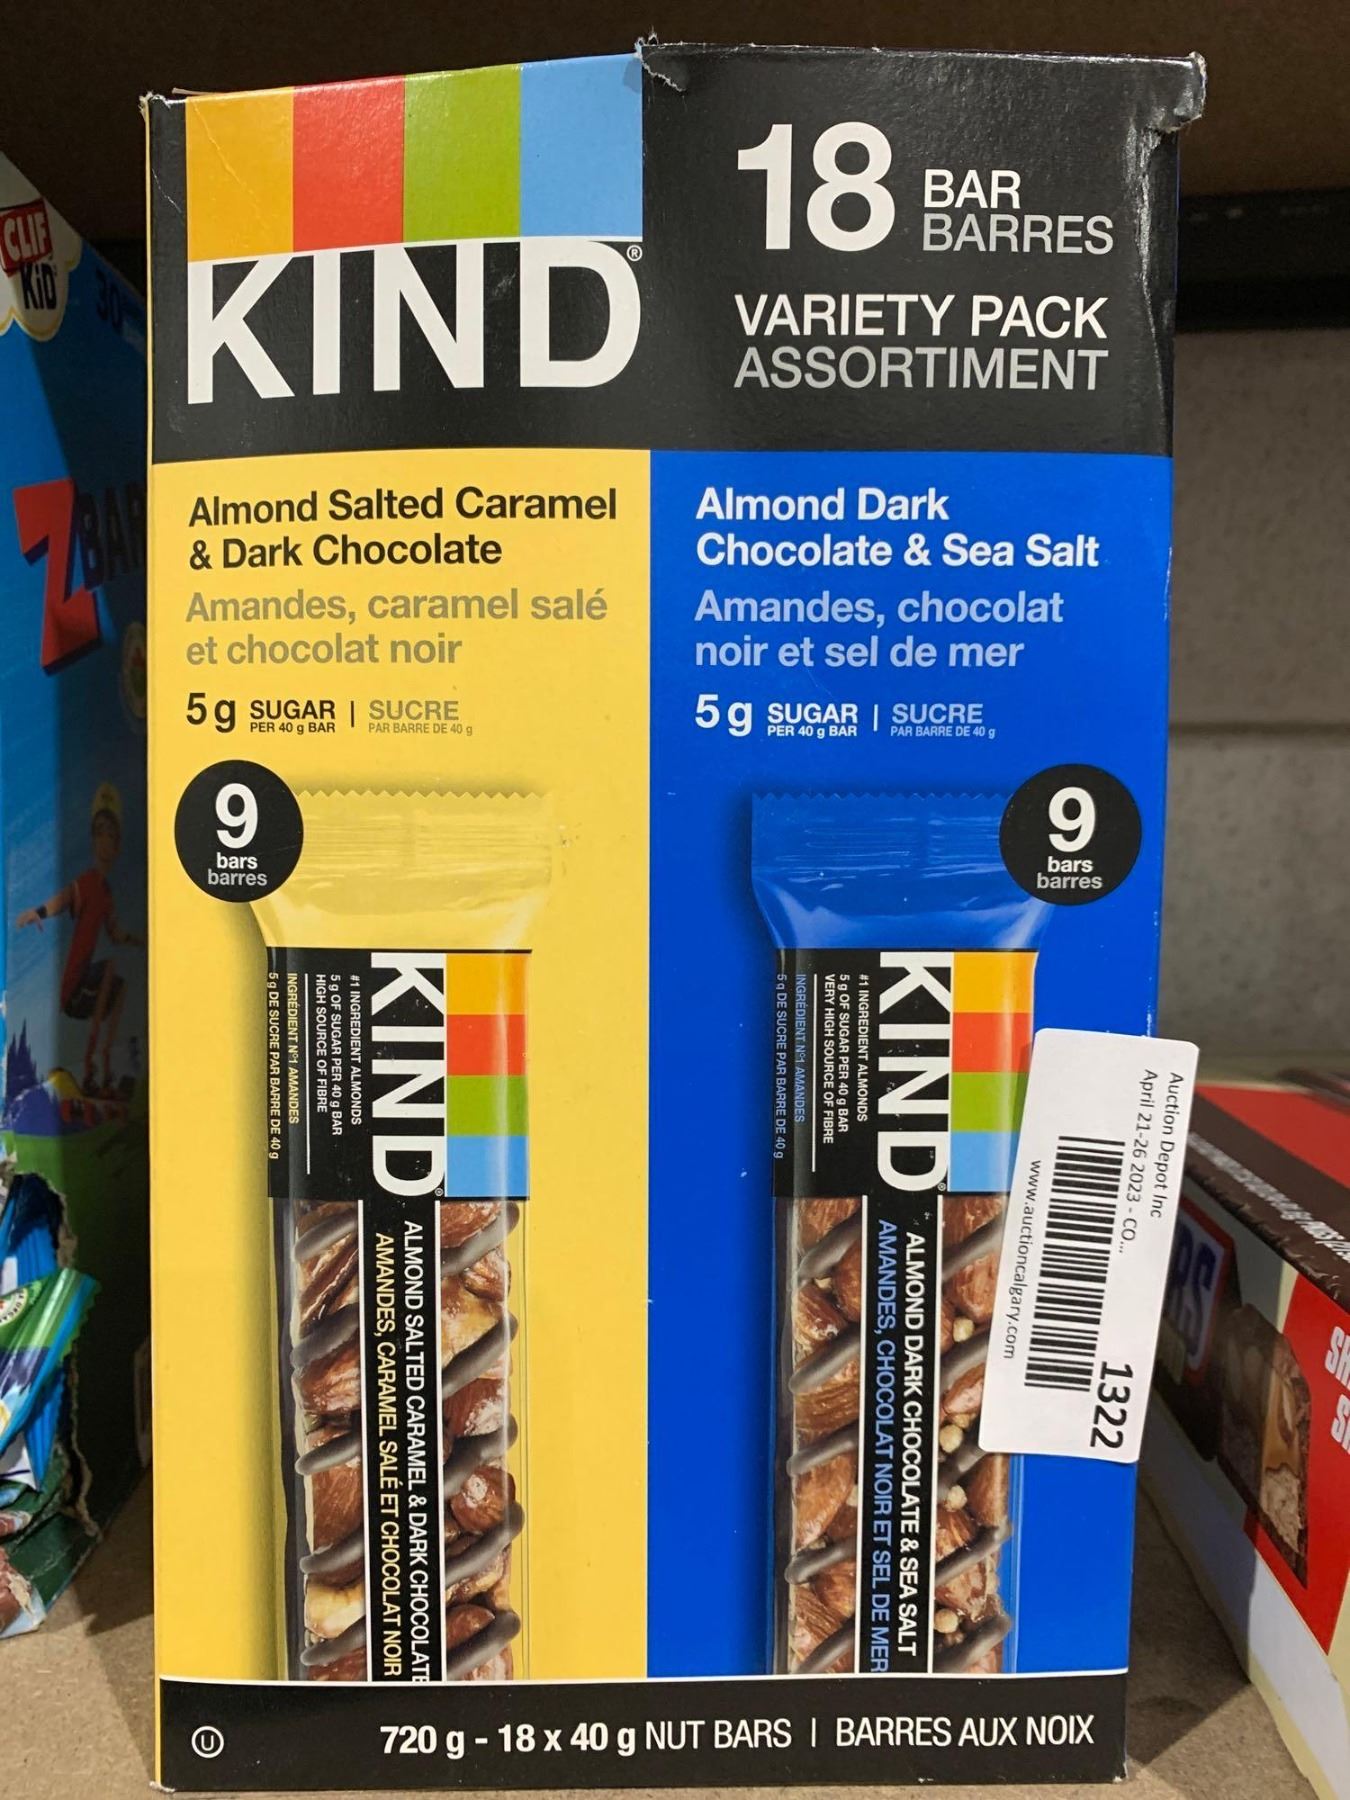 CLIF
KiD
ZBAR
KIND®
18 BAR
BARRES
VARIETY PACK
ASSORTIMENT
Almond Salted Caramel
& Dark Chocolate
Amandes, caramel salé
et chocolat noir
5 g SUGAR | SUCRE
PER 40 g BAR PAR BARRE DE 40 g
9
bars
barres
Almond Dark
Chocolate & Sea Salt
Amandes, chocolat
noir et sel de mer
5 g SUGAR | SUCRE
PER 40 g BAR PAR BARRE DE 40 g
9
bars
barres
KIND®
#1 INGREDIENT ALMONDS
5 g OF SUGAR PER 40 g BAR
HIGH SOURCE OF FIBRE
INGRÉDIENT Nº1 AMANDES
5 g DE SUCRE PAR BARRE DE 40 g
ALMOND SALTED CARAMEL & DARK CHOCOLATE
AMANDES, CARAMEL SALÉ ET CHOCOLAT NOIR
KIND®
#1 INGREDIENT ALMONDS
5 g OF SUGAR PER 40 g BAR
VERY HIGH SOURCE OF FIBRE
INGRÉDIENT Nº1 AMANDES
5 g DE SUCRE PAR BARRE DE 40 g
ALMOND DARK CHOCOLATE & SEA SALT
AMANDES, CHOCOLAT NOIR ET SEL DE MER
Auction Depot Inc
April 21-26 2023 - CO...
1322
www.auctioncalgary.com
U
720 g - 18 x 40 g NUT BARS | BARRES AUX NOIX